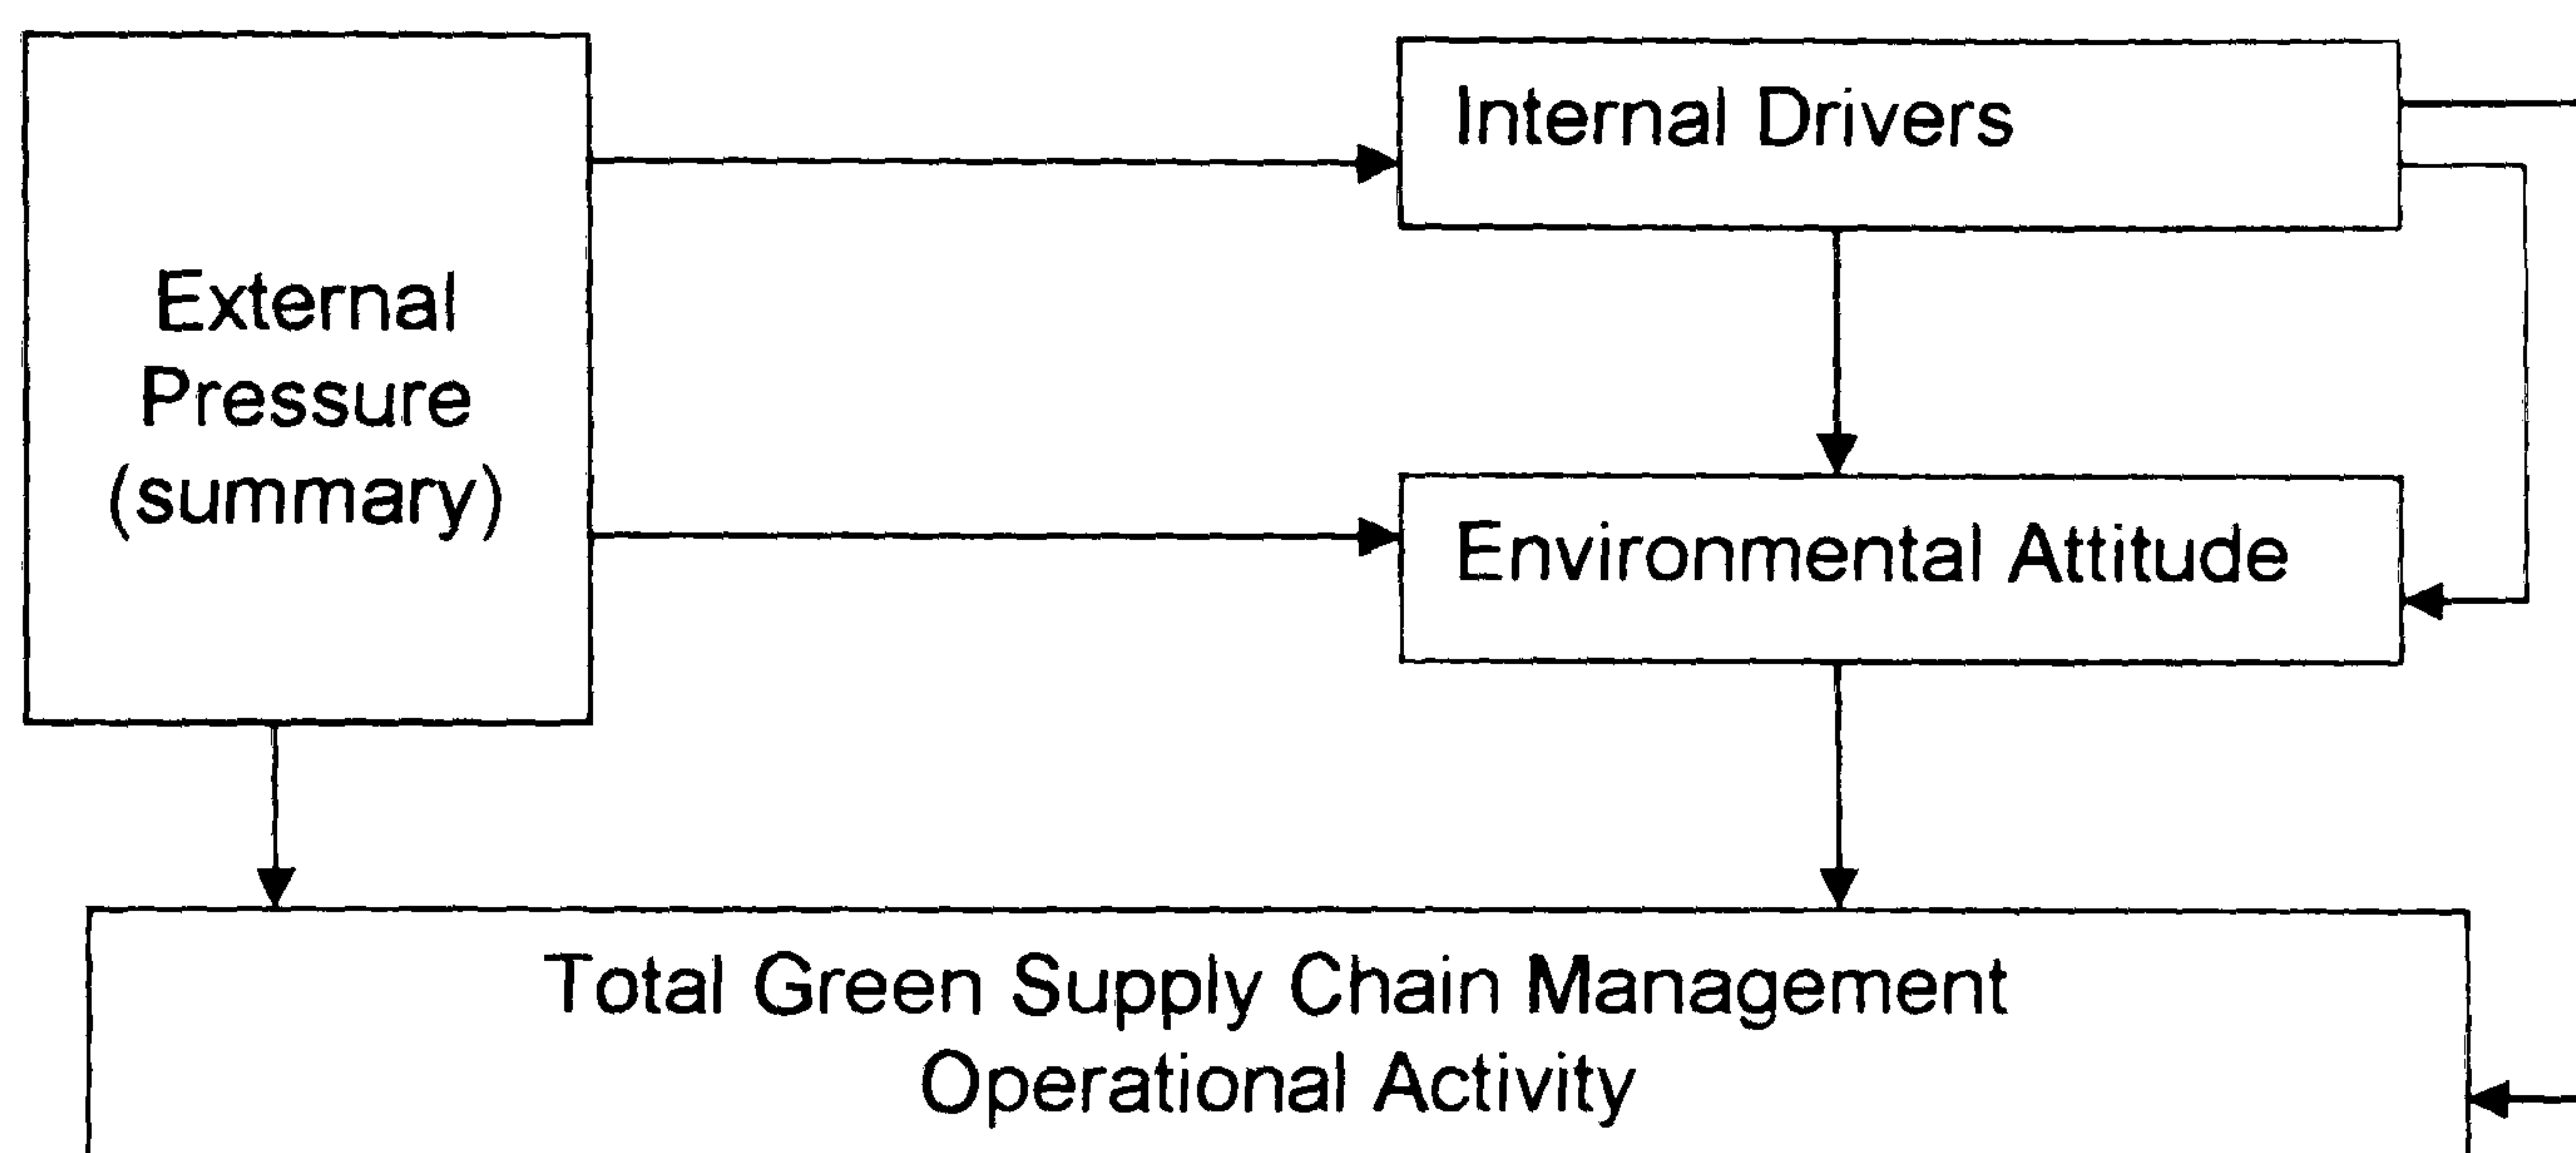 External
Pressure
(summary)
Internal Drivers
Environmental Attitude
Total Green Supply Chain Management
Operational Activity